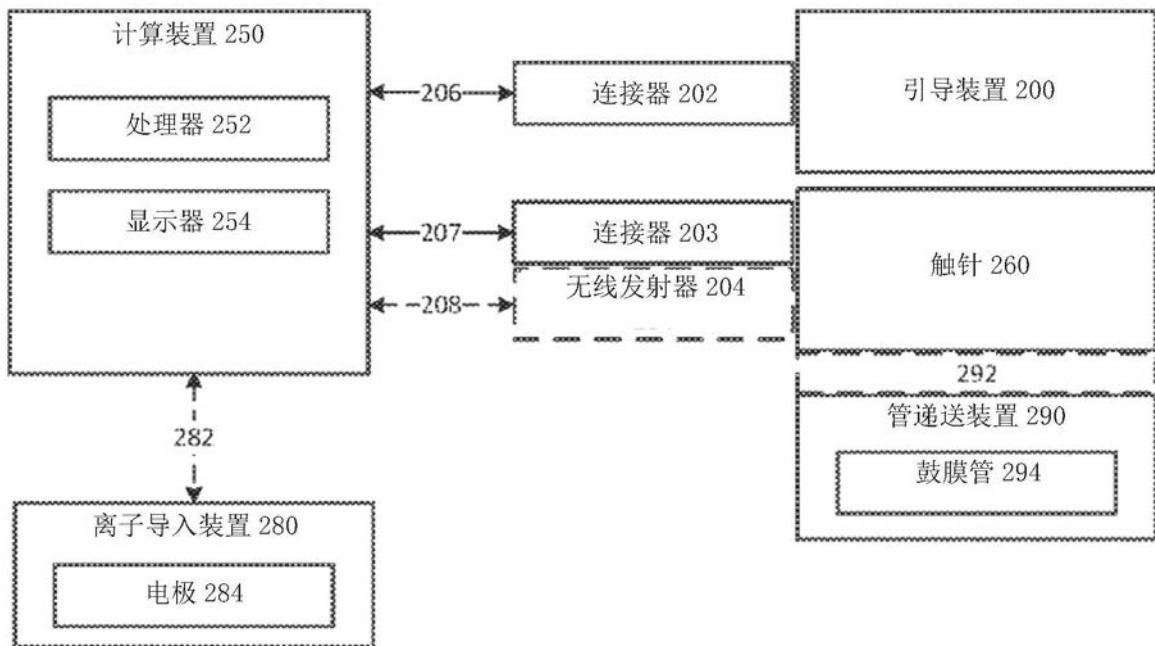 计算装置 250
处理器 252
显示器 254
206
连接器 202
引导装置 200
207
连接器 203
208
无线发射器 204
触针 260
292
管递送装置 290
鼓膜管 294
282
离子导入装置 280
电极 284